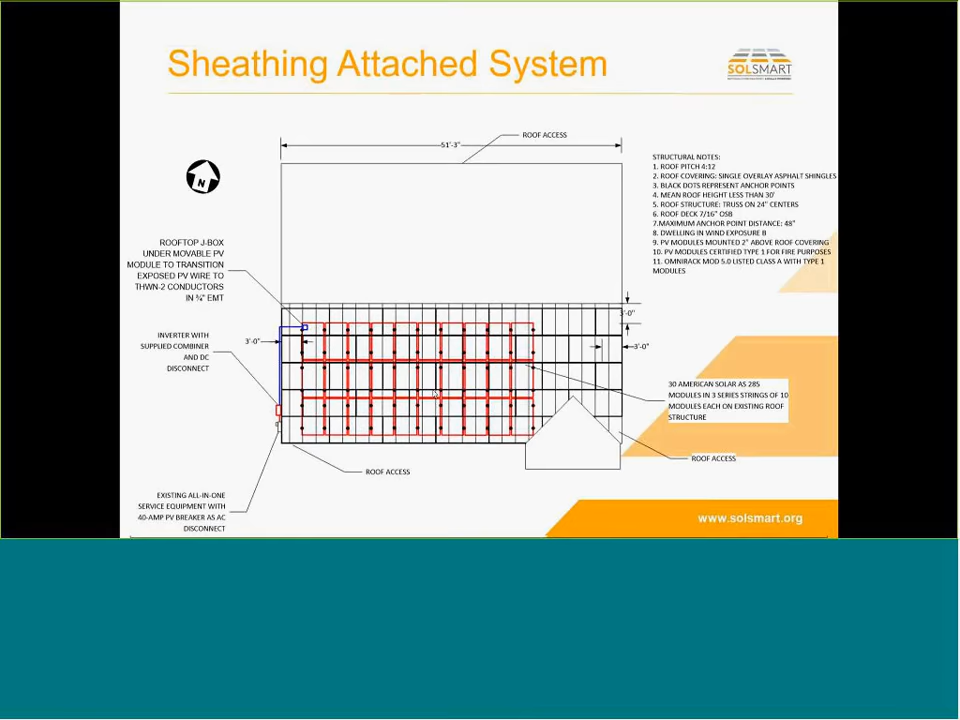 Sheathing Attached System
SOLSMART
ROOF ACCESS
51'-3"
N
STRUCTURAL NOTES:
1. ROOF PITCH 4:12
2. ROOF COVERING: SINGLE OVERLAY ASPHALT SHINGLES
3. BLACK DOTS REPRESENT ANCHOR POINTS
4. MEAN ROOF HEIGHT LESS THAN 30'
5. ROOF STRUCTURE: TRUSS ON 24" CENTERS
6. ROOF DECK 7/16" OSB
7.MAXIMUM ANCHOR POINT DISTANCE: 48"
8. DWELLING IN WIND EXPOSURE B
9. PV MODULES MOUNTED 2" ABOVE ROOF COVERING
10. PV MODULES CERTIFIED TYPE 1 FOR FIRE PURPOSES
11. OMNIRACK MOD 5.0 LISTED CLASS A WITH TYPE 1
MODULES
ROOFTOP J-BOX
UNDER MOVABLE PV
MODULE TO TRANSITION
EXPOSED PV WIRE TO
THWN-2 CONDUCTORS
IN ¾" EMT
3'-0"
INVERTER WITH
SUPPLIED COMBINER
AND DC
DISCONNECT
3'-0"
3'-0"
30 AMERICAN SOLAR AS 285
MODULES IN 3 SERIES STRINGS OF 10
MODULES EACH ON EXISTING ROOF
STRUCTURE
ROOF ACCESS
ROOF ACCESS
EXISTING ALL-IN-ONE
SERVICE EQUIPMENT WITH
40-AMP PV BREAKER AS AC
DISCONNECT
www.solsmart.org